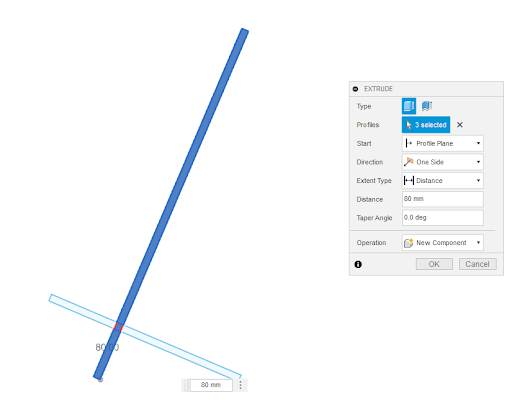 EXTRUDE
Type
Profiles 3 selected
Start Profile Plane
Direction One Side
Extent Type Distance
Distance 80 mm
Taper Angle 0.0 deg
Operation New Component
OK Cancel
80.00
80 mm